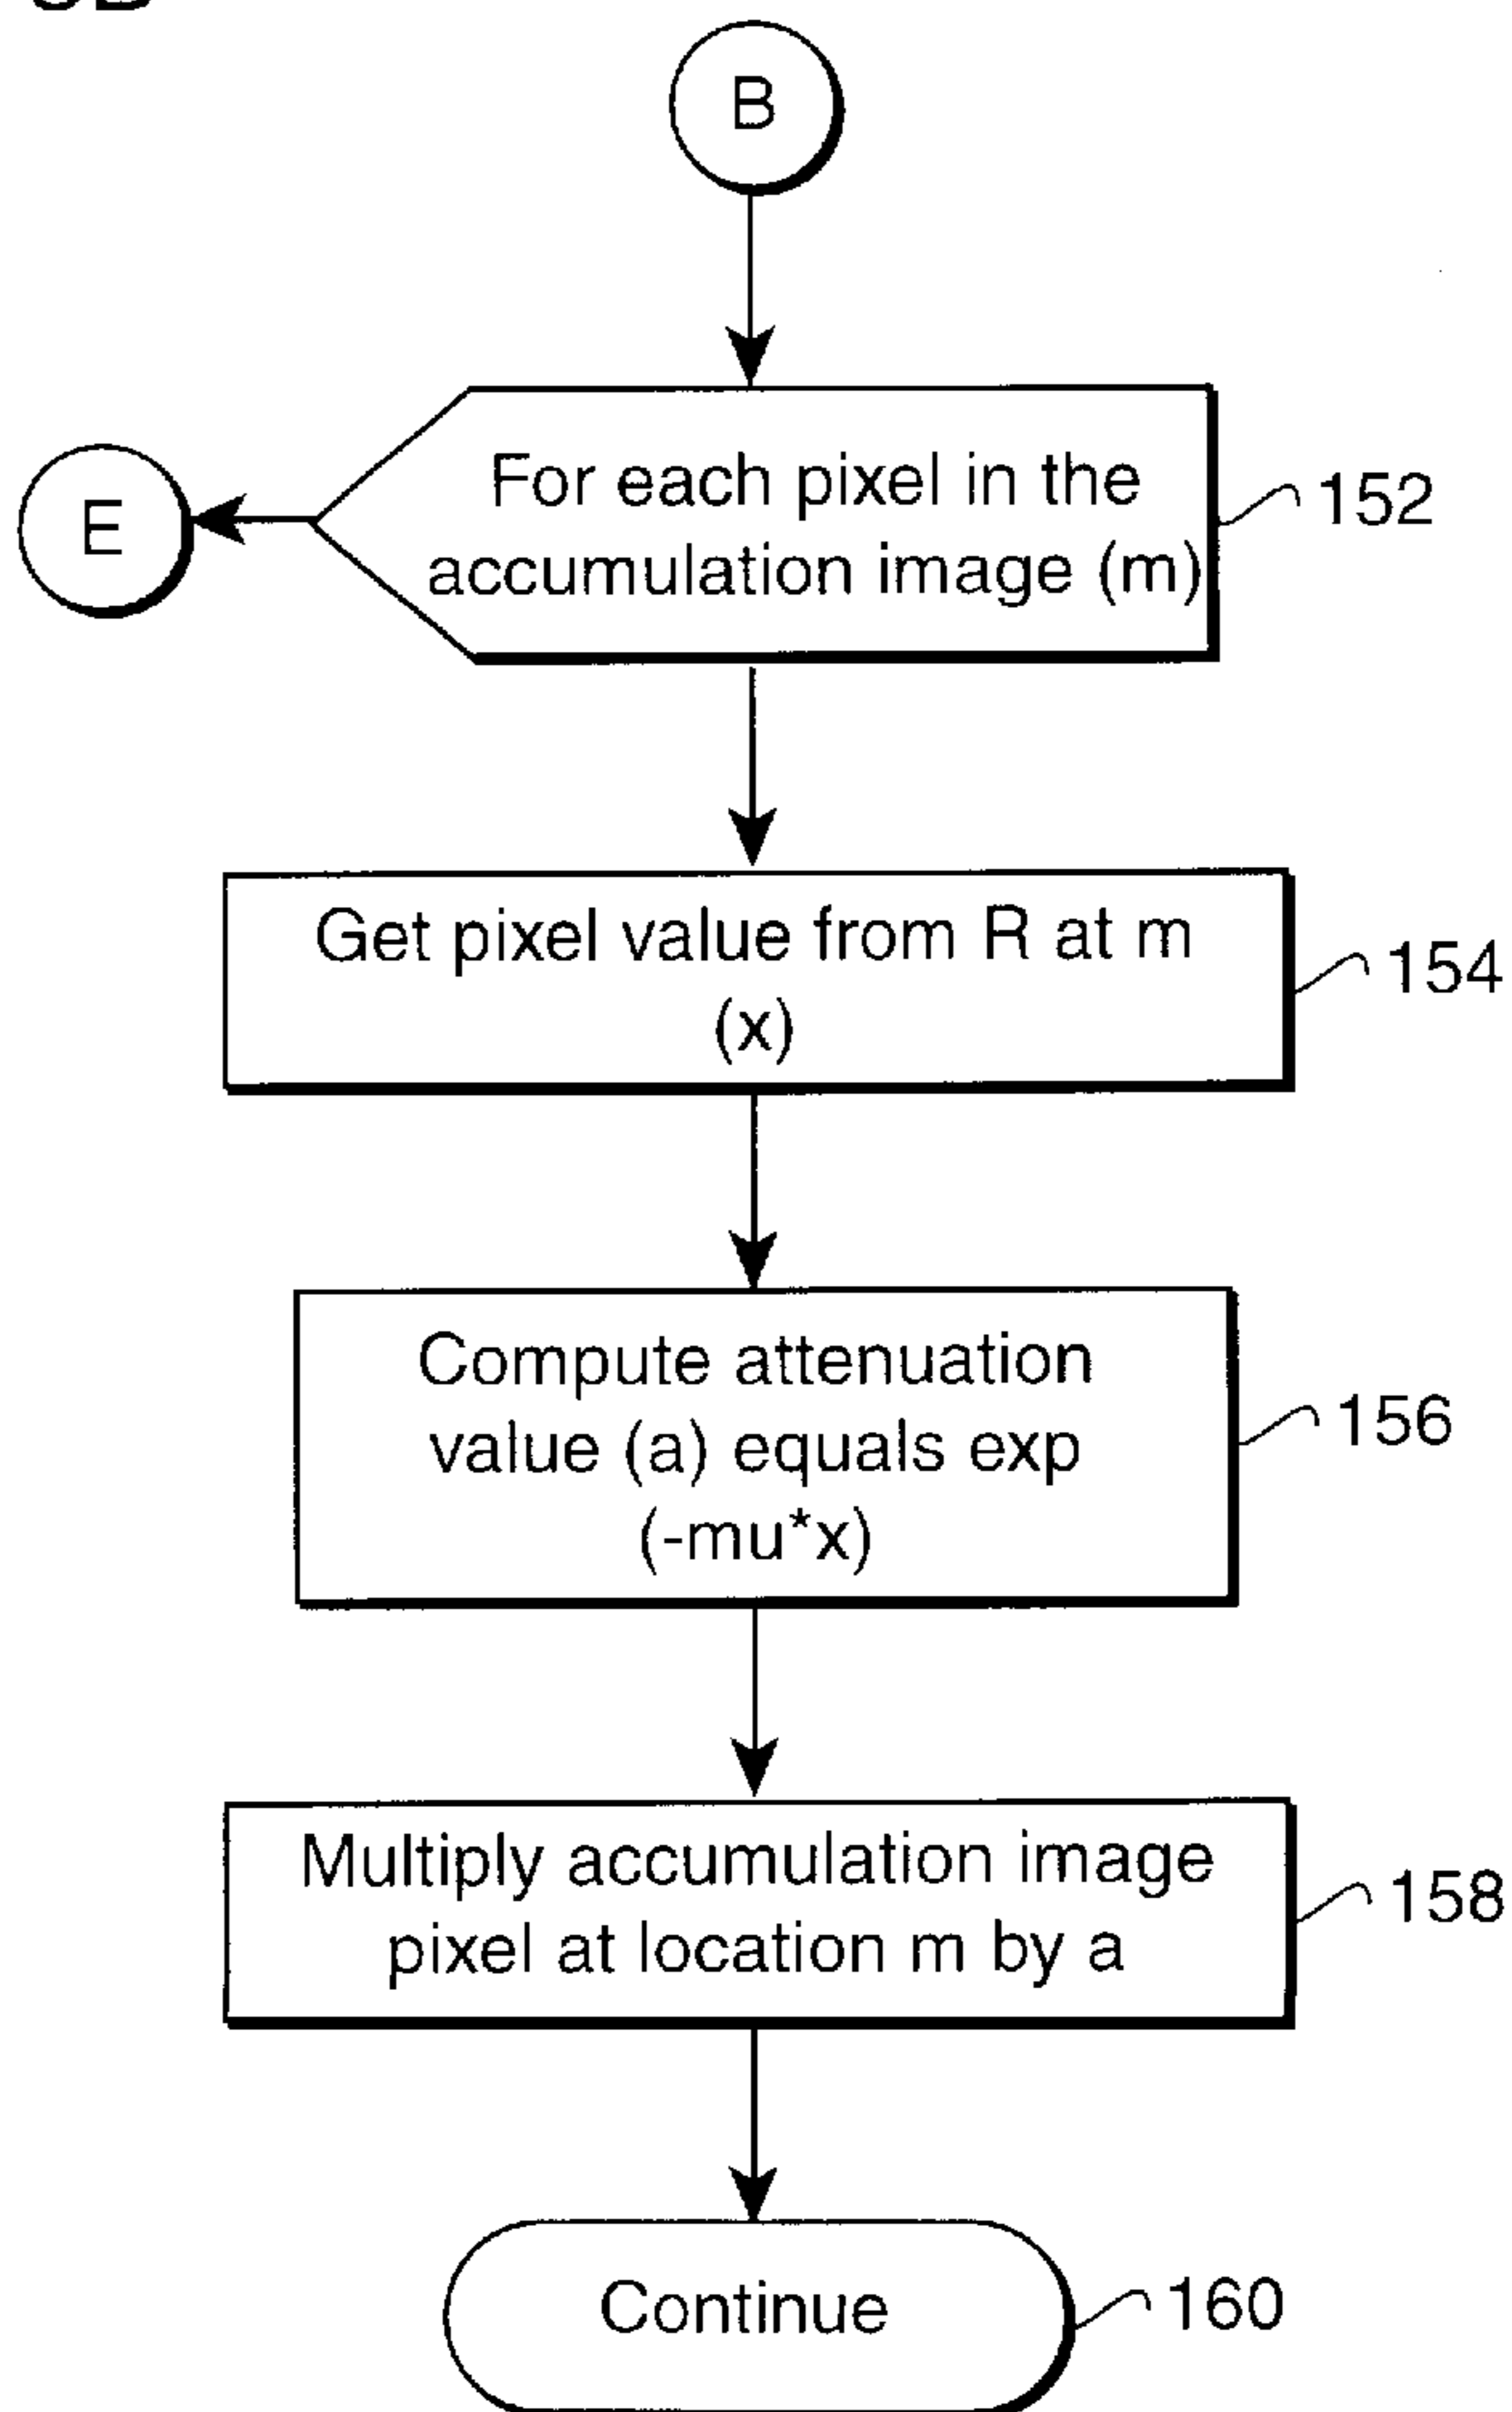 B
For each pixel in the
accumulation image (m)
152
E
Get pixel value from R at m
(x)
154
Compute attenuation
value (a) equals exp
(-mu*x)
156
Multiply accumulation image
pixel at location m by a
158
Continue
160